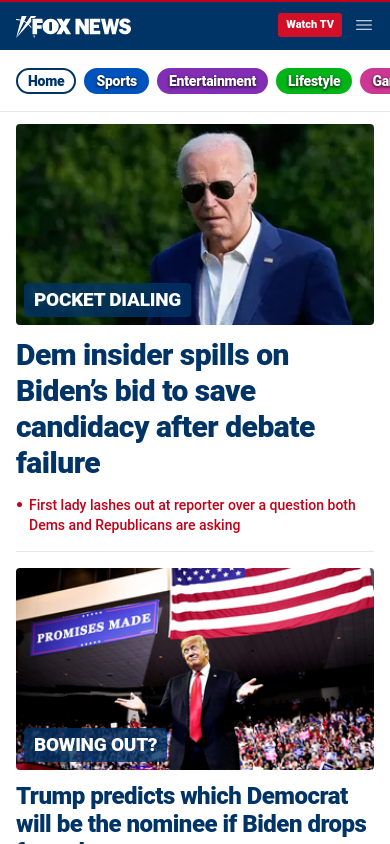 FOX NEWS
Watch TV
Home
Sports
Entertainment
Lifestyle
POCKET DIALING
Dem insider spills on
Biden’s bid to save
candidacy after debate
failure
First lady lashes out at reporter over a question both
Dems and Republicans are asking
PROMISES MADE
BOWING OUT?
Trump predicts which Democrat
will be the nominee if Biden drops